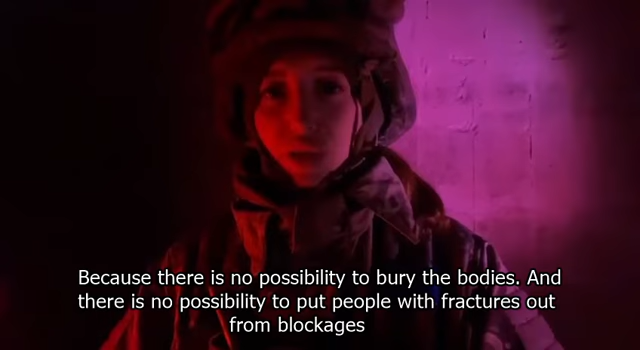 Because there is no possibility to bury the bodies. And
there is no possibility to put people with fractures out
from blockages